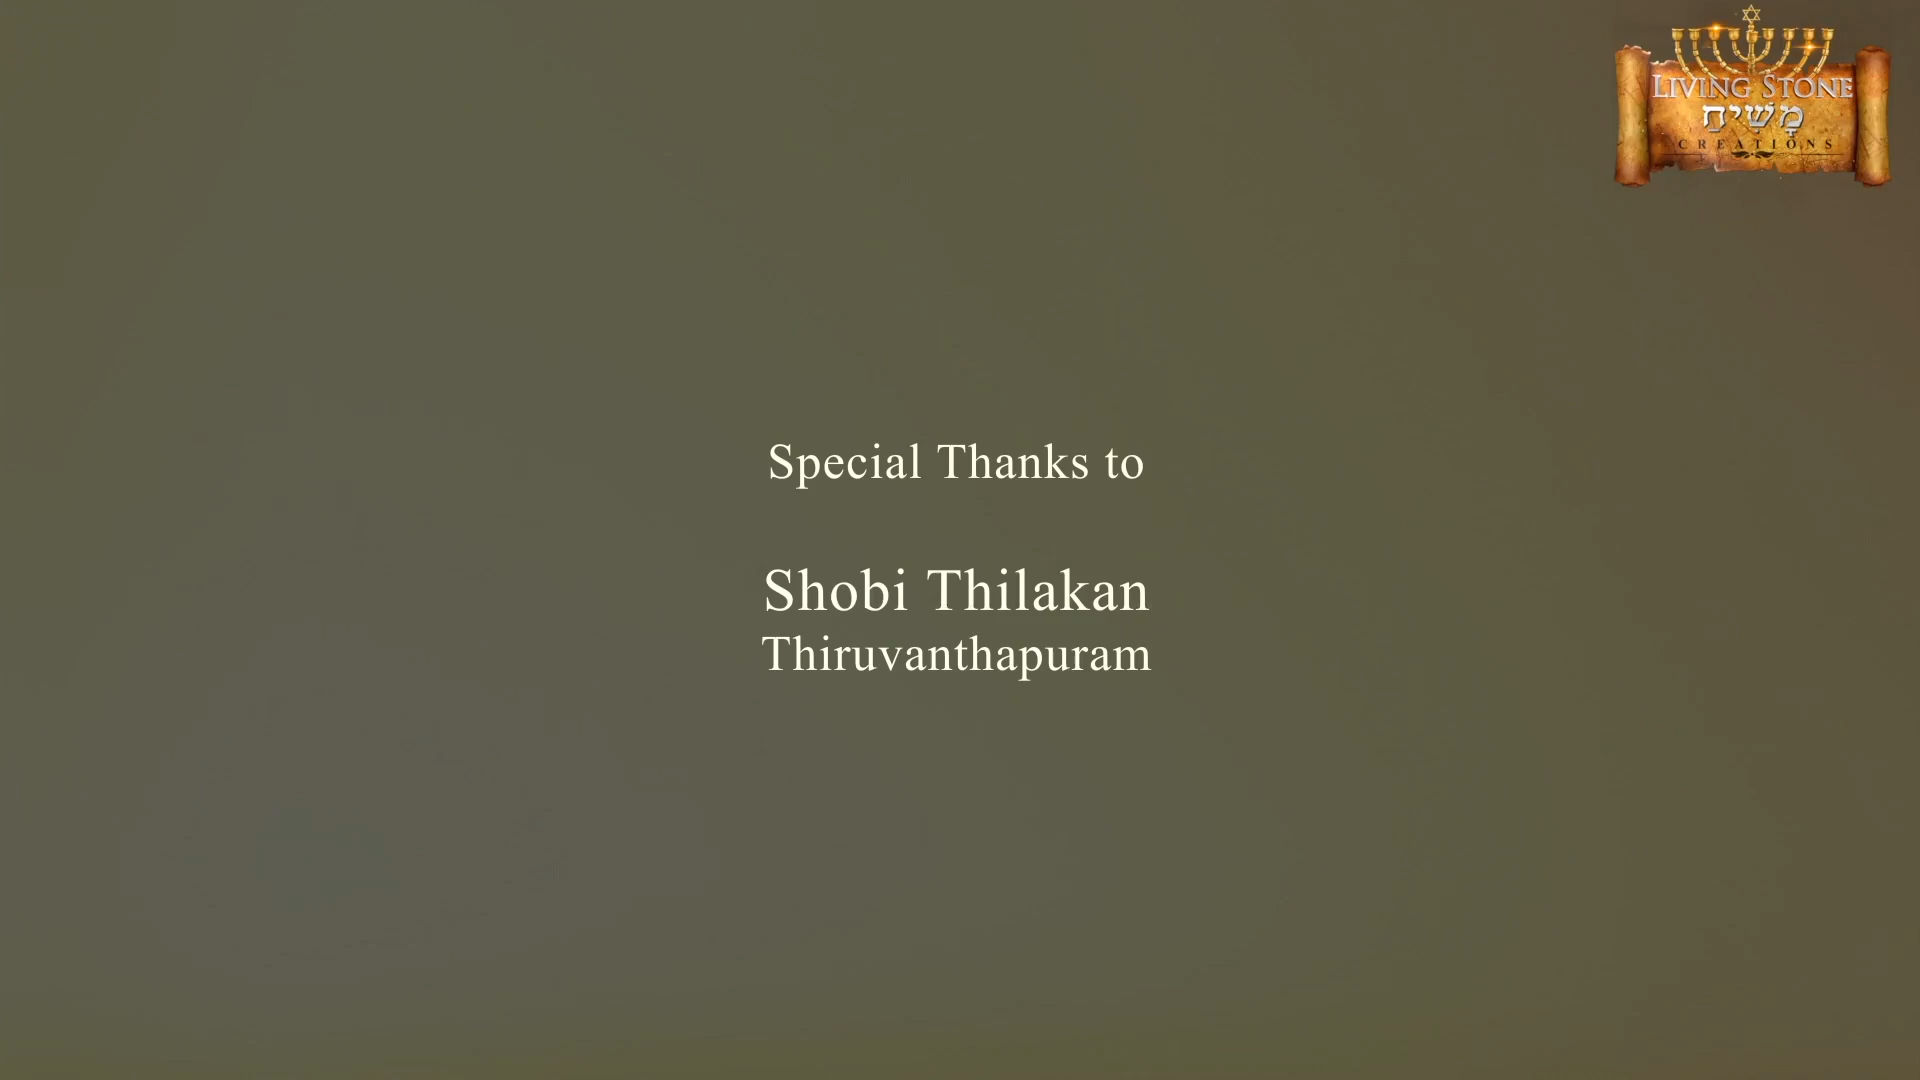 LIVING STONE
מָשִׁיחַ
CREATIONS
Special Thanks to
Shobi Thilakan
Thiruvanthapuram